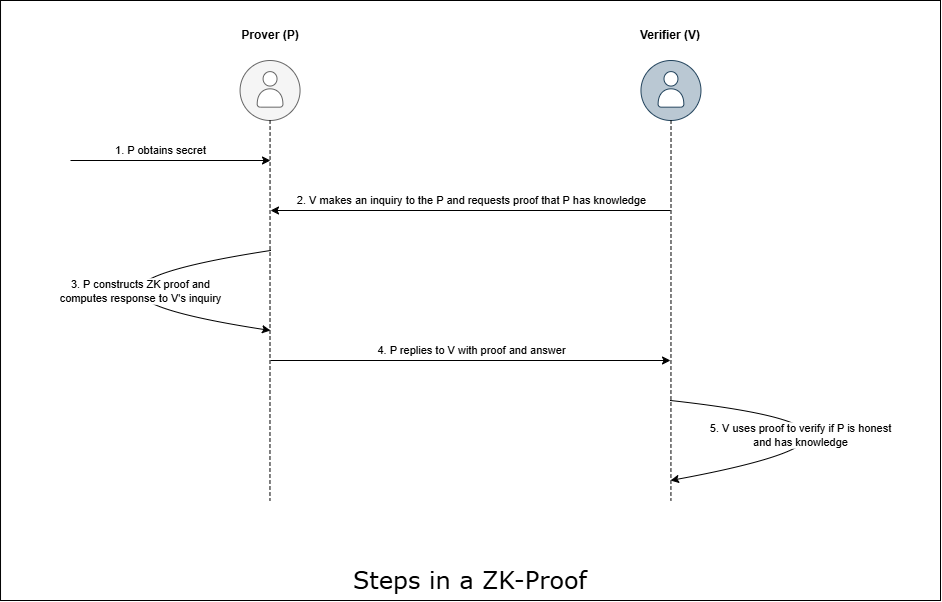 Prover (P)
Verifier (V)
1. P obtains secret
2. V makes an inquiry to the P and requests proof that P has knowledge
3. P constructs ZK proof and
computes response to V's inquiry
4. P replies to V with proof and answer
5. V uses proof to verify if P is honest
and has knowledge
Steps in a ZK-Proof